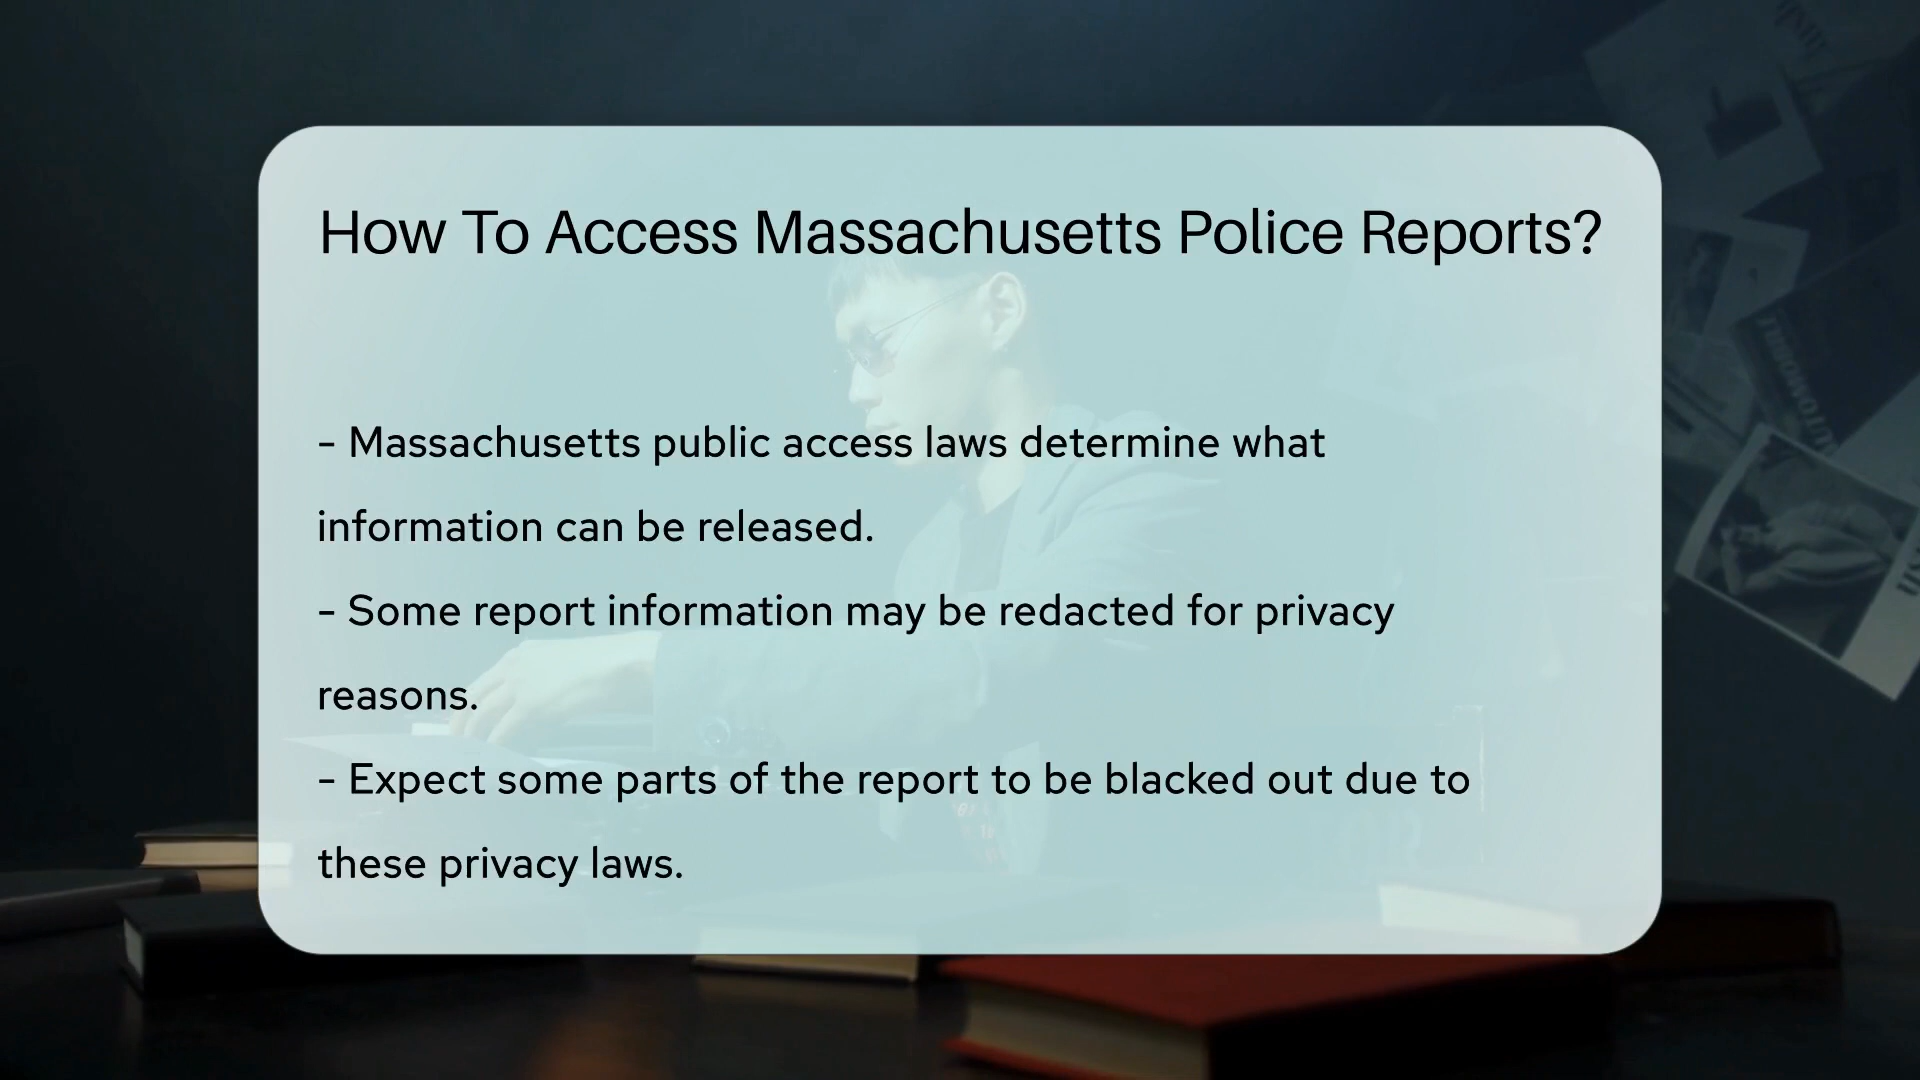 How To Access Massachusetts Police Reports?
- Massachusetts public access laws determine what
information can be released.
- Some report information may be redacted for privacy
reasons.
- Expect some parts of the report to be blacked out due to
these privacy laws.